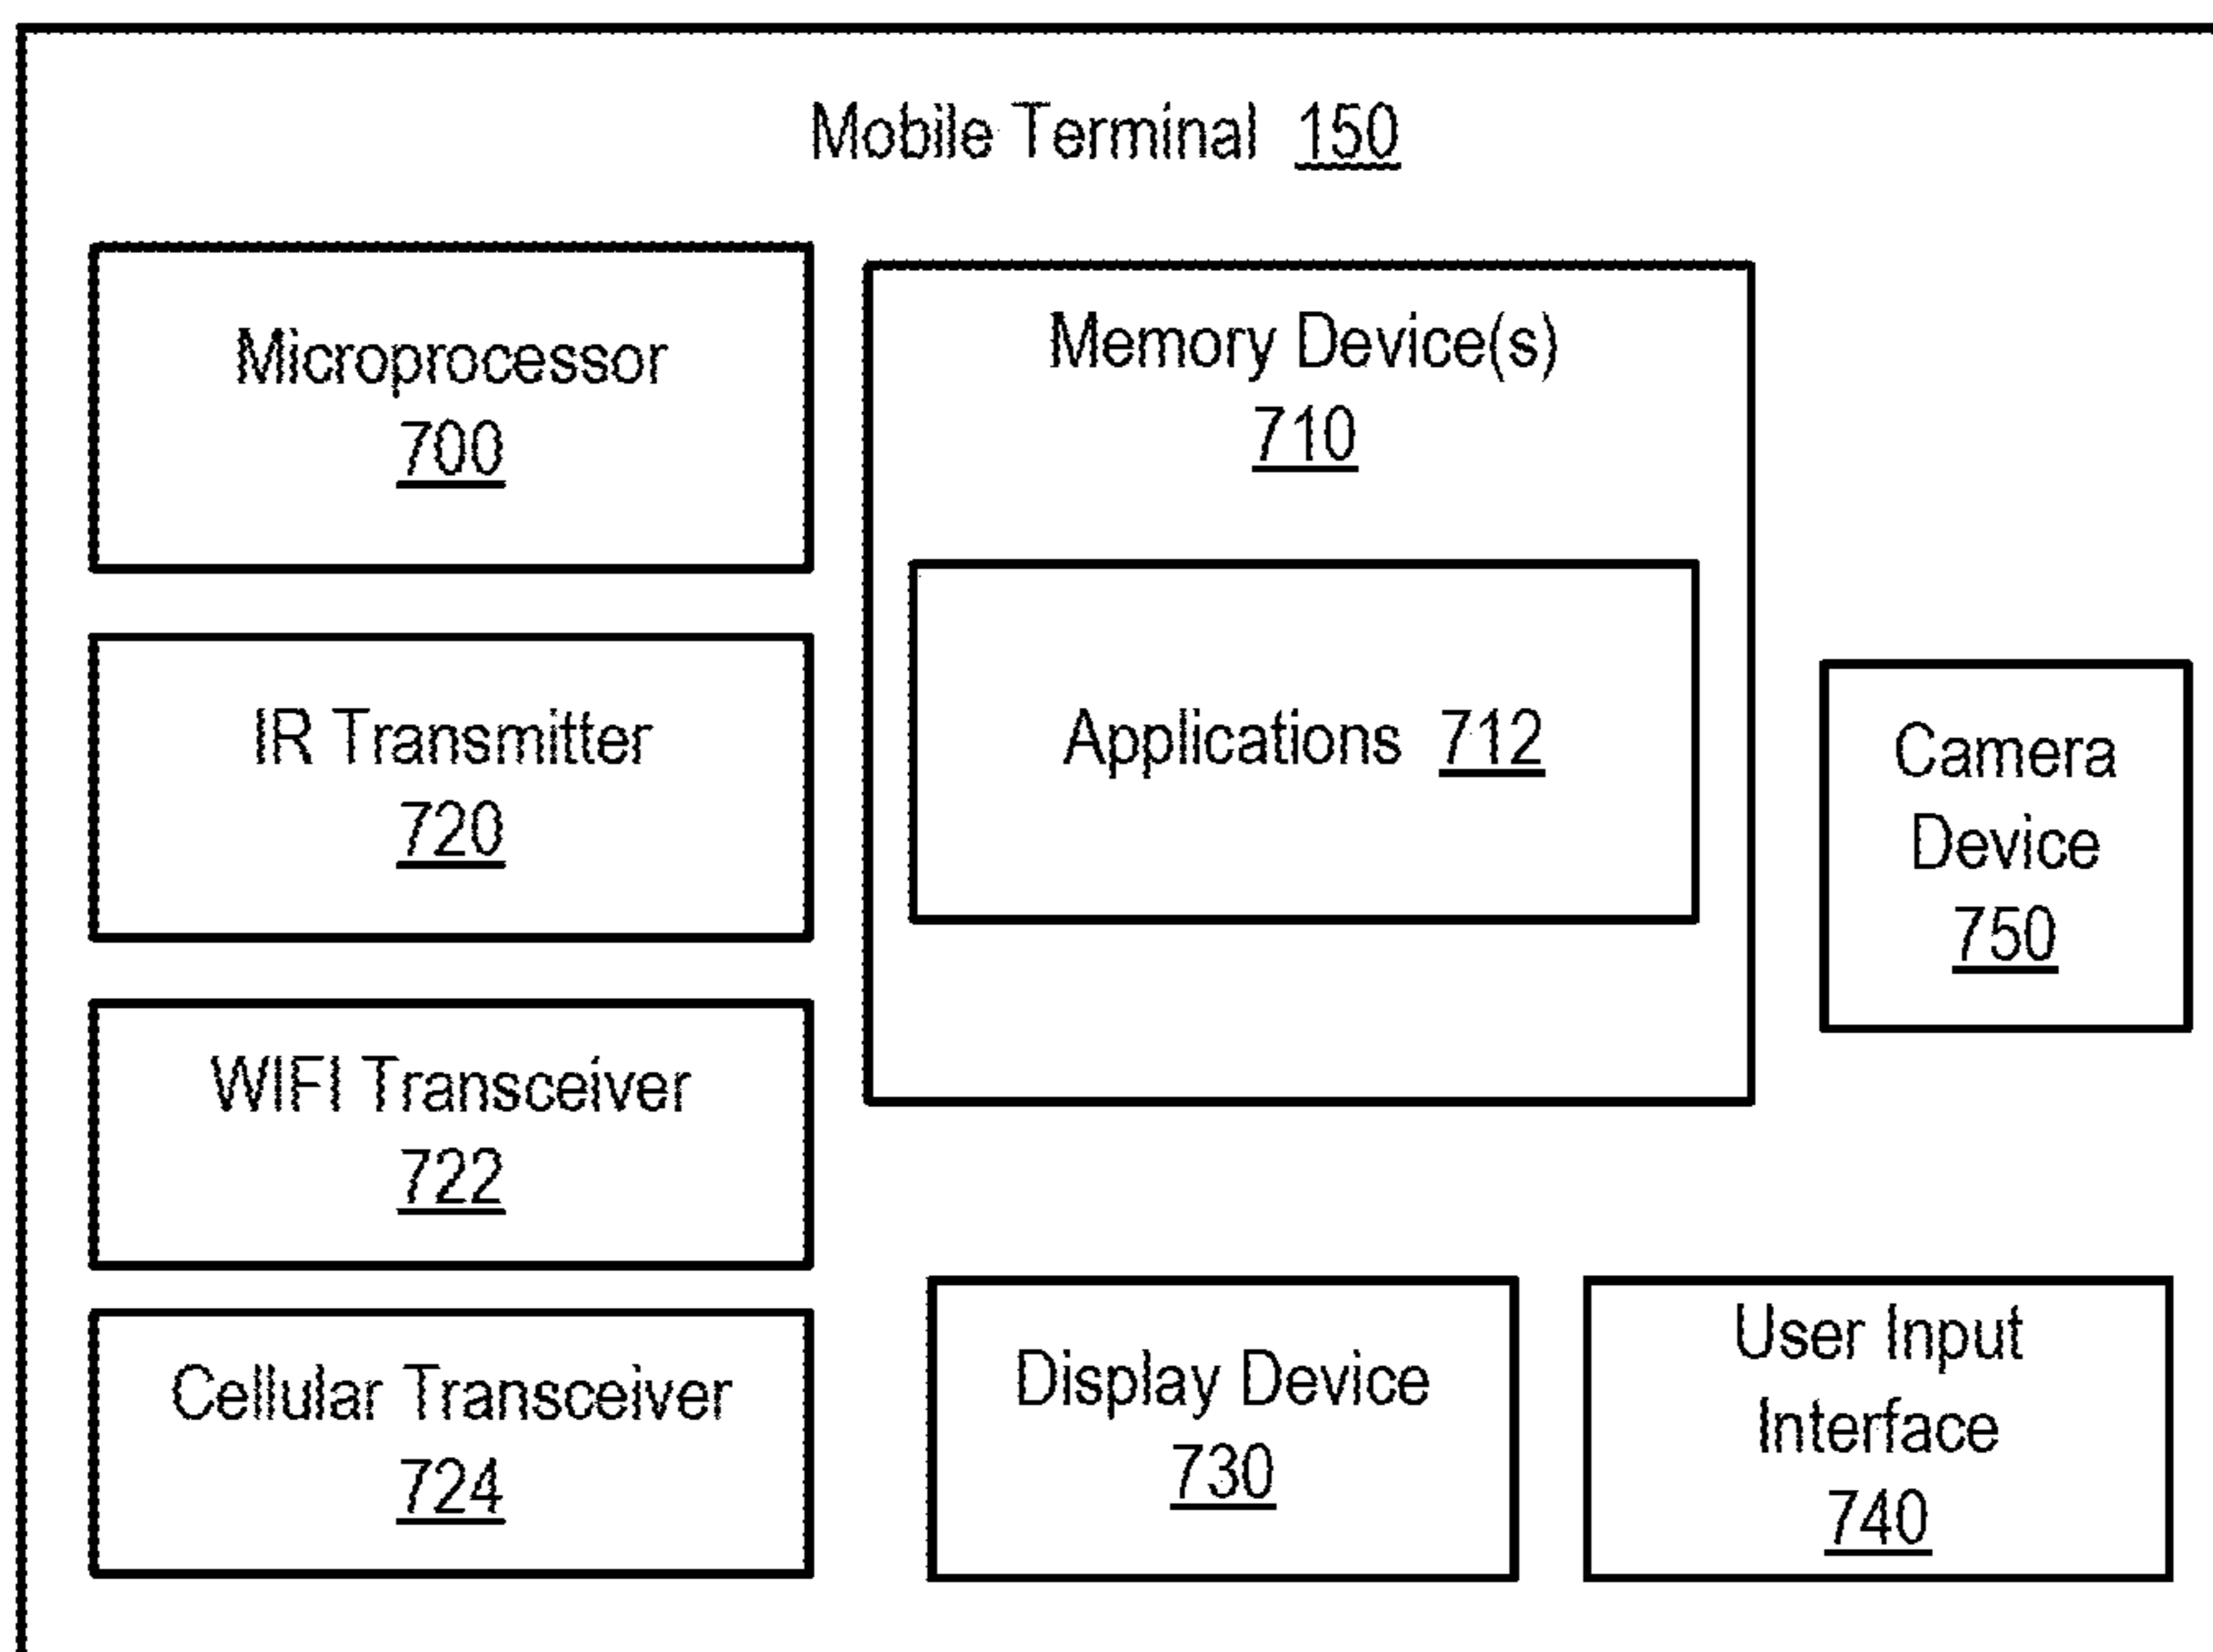 Mobile Terminal 150
Microprocessor
700
Memory Device(s)
710
Applications 712
IR Transmitter
720
Camera
Device
750
WIFI Transceiver
722
Cellular Transceiver
724
Display Device
730
User Input
Interface
740